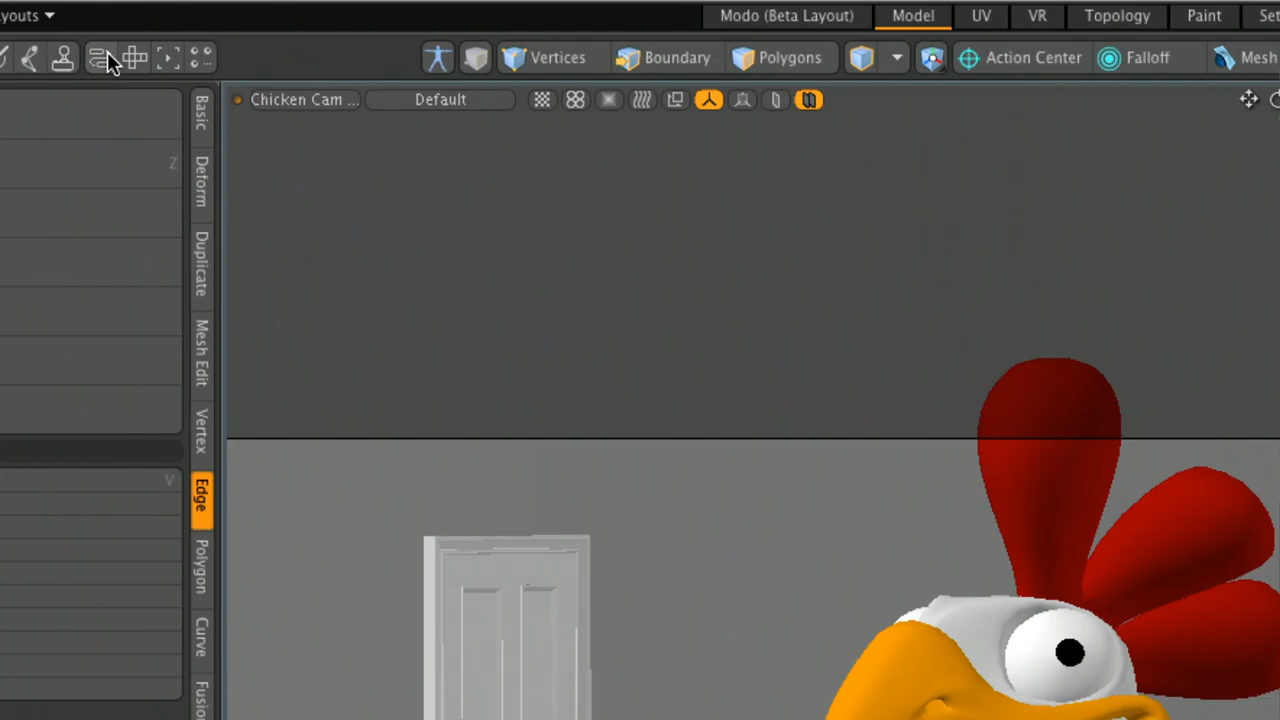 youts
Modo (Beta Layout) Model UV VR Topology Paint Set
Vertices Boundary Polygons Action Center Falloff Mesh
Chicken Cam ... Default
Z
V
Basic
Deform
Duplicate
Mesh Edit
Vertex
Edge
Polygon
Curve
Fusio